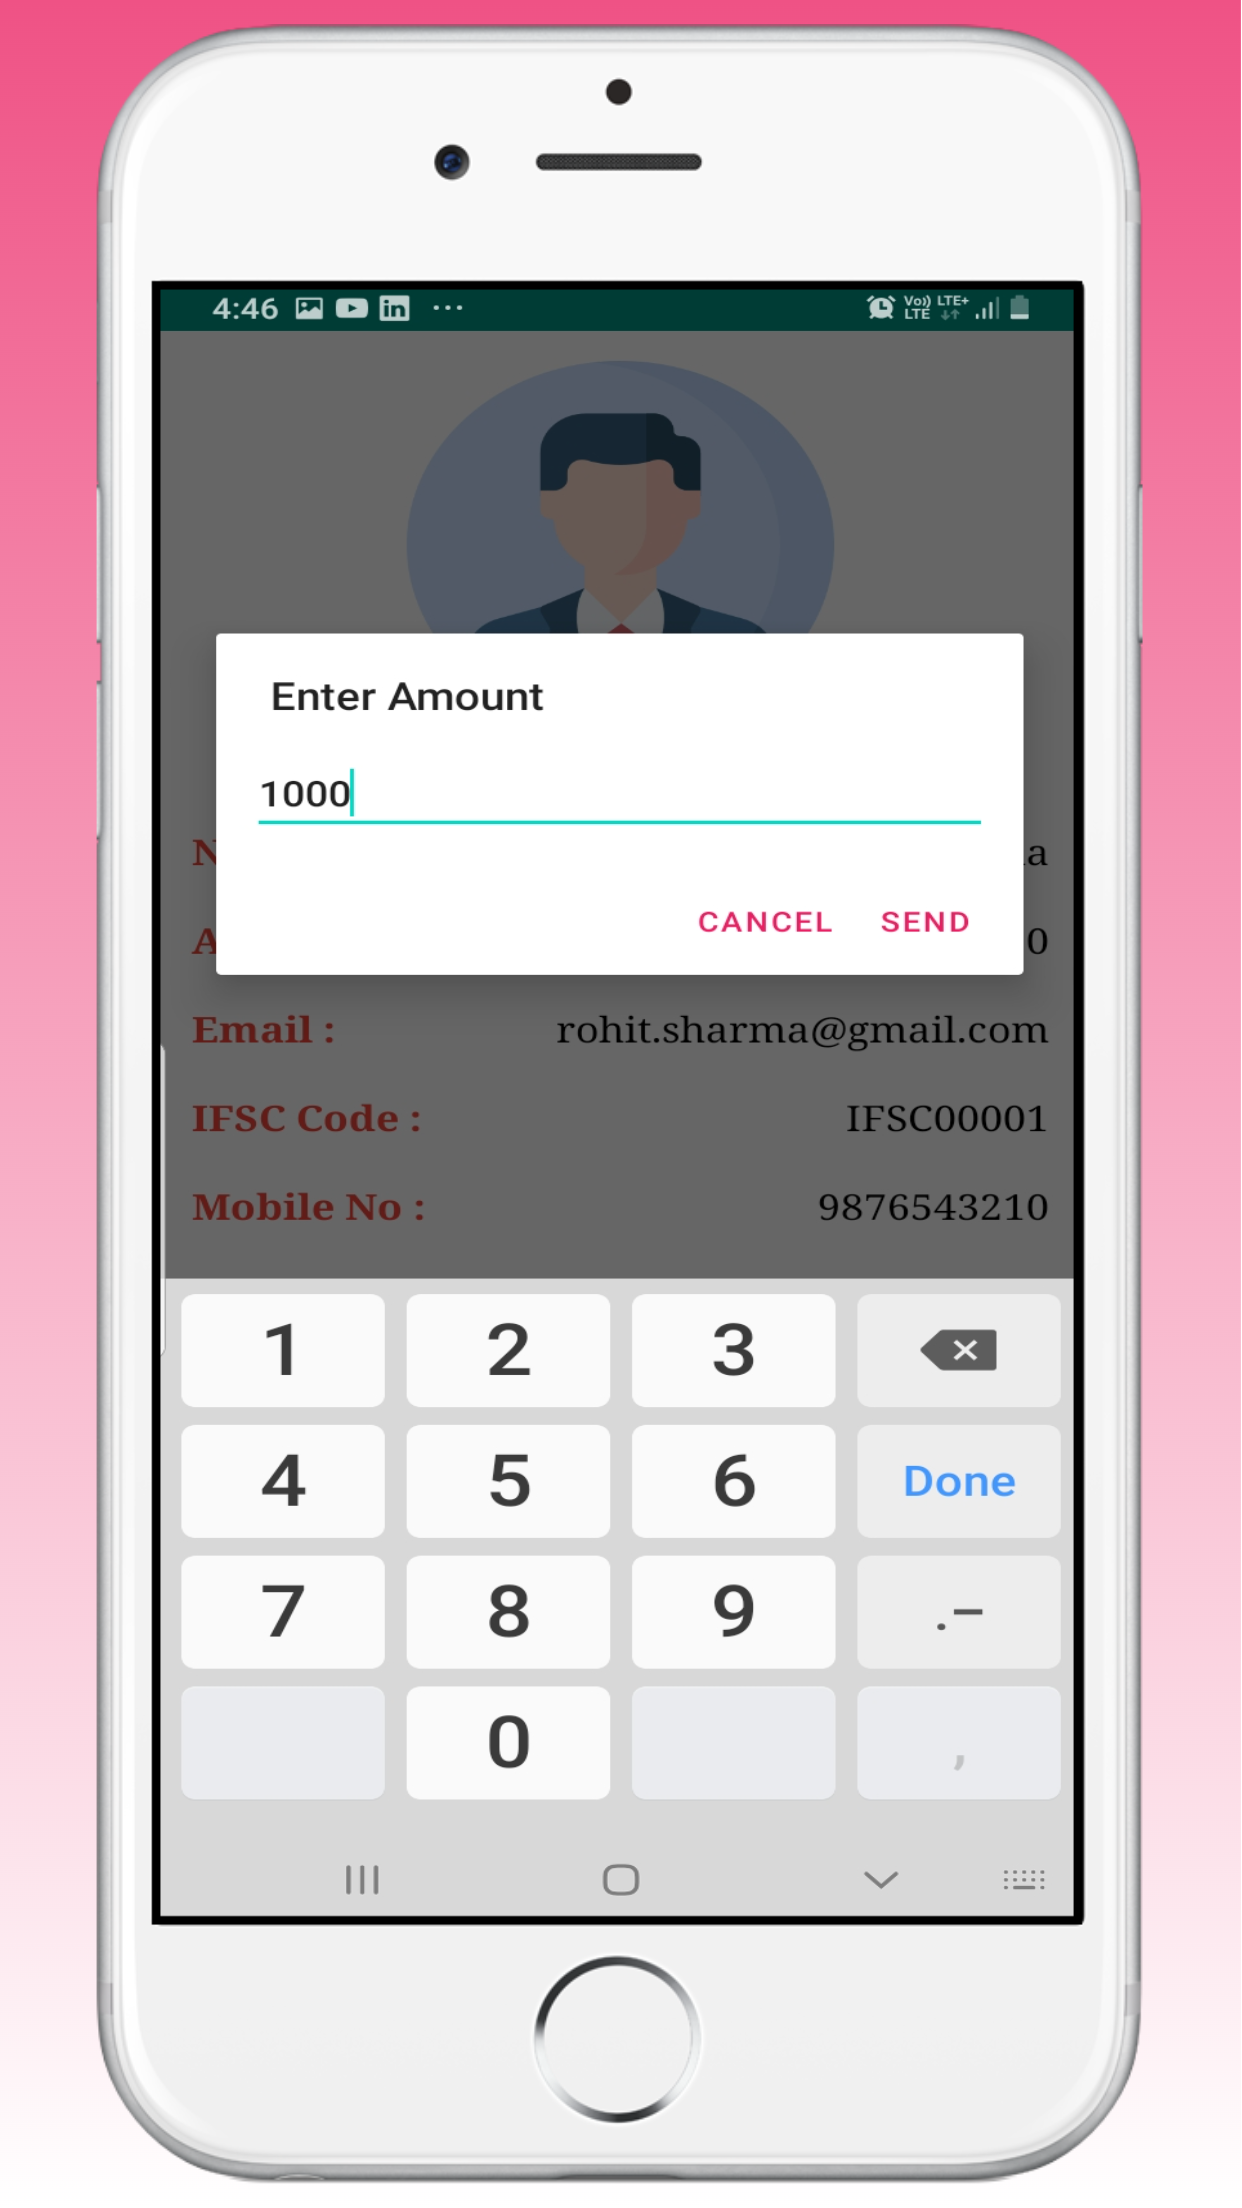 4:46 in ... Vo)) LTE LTE+
Enter Amount
1000
CANCEL SEND
Email : rohit.sharma@gmail.com
IFSC Code : IFSC00001
Mobile No : 9876543210
1 2 3
4 5 6 Done
7 8 9 .-
0 ,